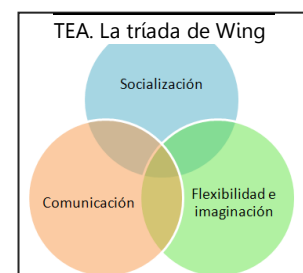 TEA. La tríada de Wing
Socialización
Comunicación
Flexibilidad e
imaginación